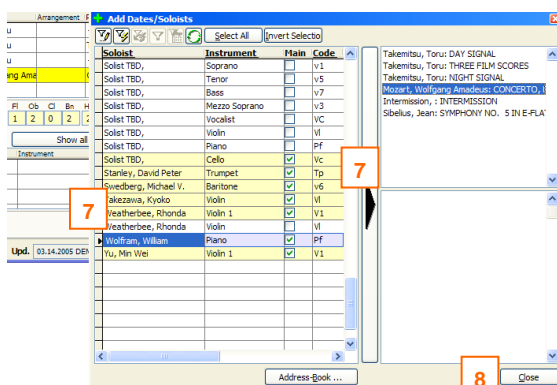 Arrangement
u
u
u
ng Ama
Fl Ob Cl Bn H
1 2 0 2 2
Show all
Instrument
Upd. 03.14.2005 DEN
Add Dates/Soloists
Select All Invert Selectio
Soloist Instrument Main Code
Solist TBD, Soprano v1
Solist TBD, Tenor v5
Solist TBD, Bass v7
Solist TBD, Mezzo Soprano v3
Solist TBD, Vocalist VC
Solist TBD, Violin Vl
Solist TBD, Piano Pf
Solist TBD, Cello Vc
Stanley, David Peter Trumpet Tp
Swedberg, Michael V. Baritone v6
Takezawa, Kyoko Violin Vl
Weatherbee, Rhonda Violin 1 V1
Weatherbee, Rhonda Violin Vl
Wolfram, William Piano Pf
Yu, Min Wei Violin 1 V1
7
7
Address-Book ...
Takemitsu, Toru: DAY SIGNAL
Takemitsu, Toru: THREE FILM SCORES
Takemitsu, Toru: NIGHT SIGNAL
Mozart, Wolfgang Amadeus: CONCERTO,
Intermission, : INTERMISSION
Sibelius, Jean: SYMPHONY NO. 5 IN E-FLAT
8
Close